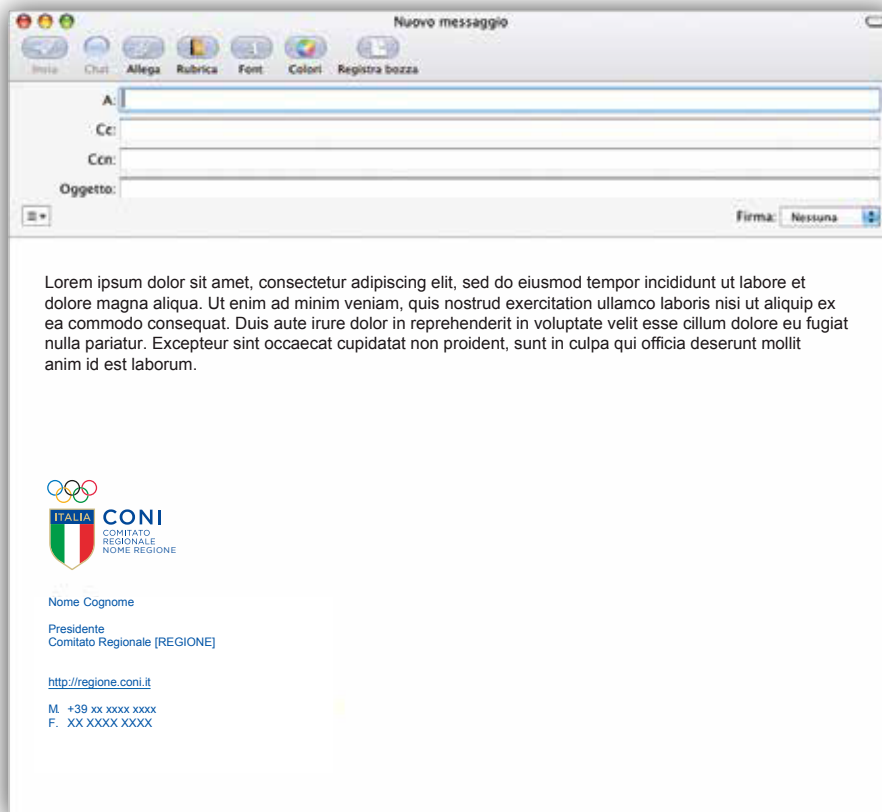 Nuovo messaggio
Invia Chat Allega Rubrica Font Colori Registra bozza
A:
Cc:
Ccn:
Oggetto:
Firma: Nessuna
Lorem ipsum dolor sit amet, consectetur adipiscing elit, sed do eiusmod tempor incididunt ut labore et
dolore magna aliqua. Ut enim ad minim veniam, quis nostrud exercitation ullamco laboris nisi ut aliquip ex
ea commodo consequat. Duis aute irure dolor in reprehenderit in voluptate velit esse cillum dolore eu fugiat
nulla pariatur. Excepteur sint occaecat cupidatat non proident, sunt in culpa qui officia deserunt mollit
anim id est laborum.
ITALIA CONI
COMITATO
REGIONALE
NOME REGIONE
Nome Cognome
Presidente
Comitato Regionale [REGIONE]
http://regione.coni.it
M. +39 xx xxxx xxxx
F. XX XXXX XXXX